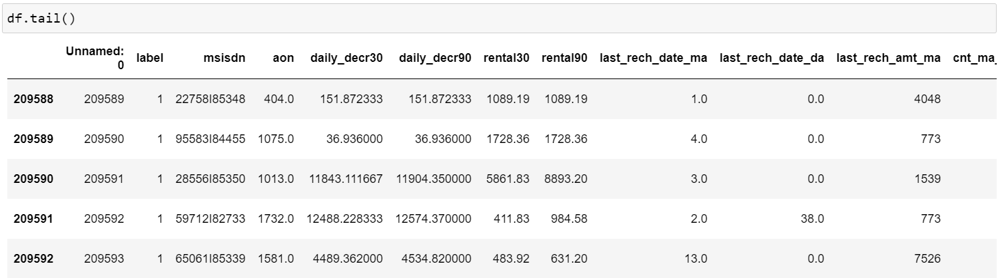 df.tail()
Unnamed: 0 label msisdn aon daily_decr30 daily_decr90 rental30 rental90 last_rech_date_ma last_rech_date_da last_rech_amt_ma cnt_ma_
209588 209589 1 22758I85348 404.0 151.872333 151.872333 1089.19 1089.19 1.0 0.0 4048
209589 209590 1 95583I84455 1075.0 36.936000 36.936000 1728.36 1728.36 4.0 0.0 773
209590 209591 1 28556I85350 1013.0 11843.111667 11904.350000 5861.83 8893.20 3.0 0.0 1539
209591 209592 1 59712I82733 1732.0 12488.228333 12574.370000 411.83 984.58 2.0 38.0 773
209592 209593 1 65061I85339 1581.0 4489.362000 4534.820000 483.92 631.20 13.0 0.0 7526